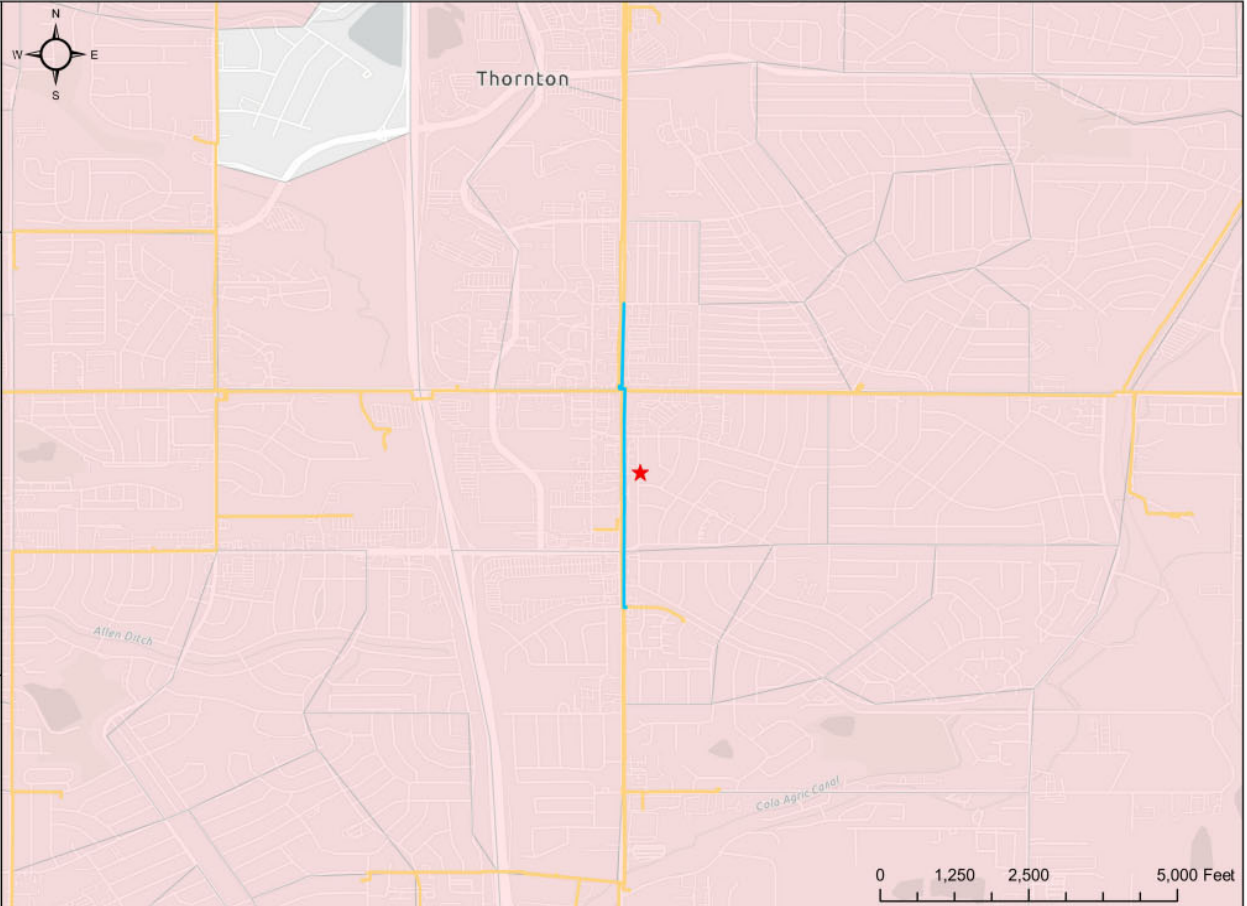 N
W E
S
Thornton
Allen Ditch
Colo Agric Canal
0 1,250 2,500 5,000 Feet